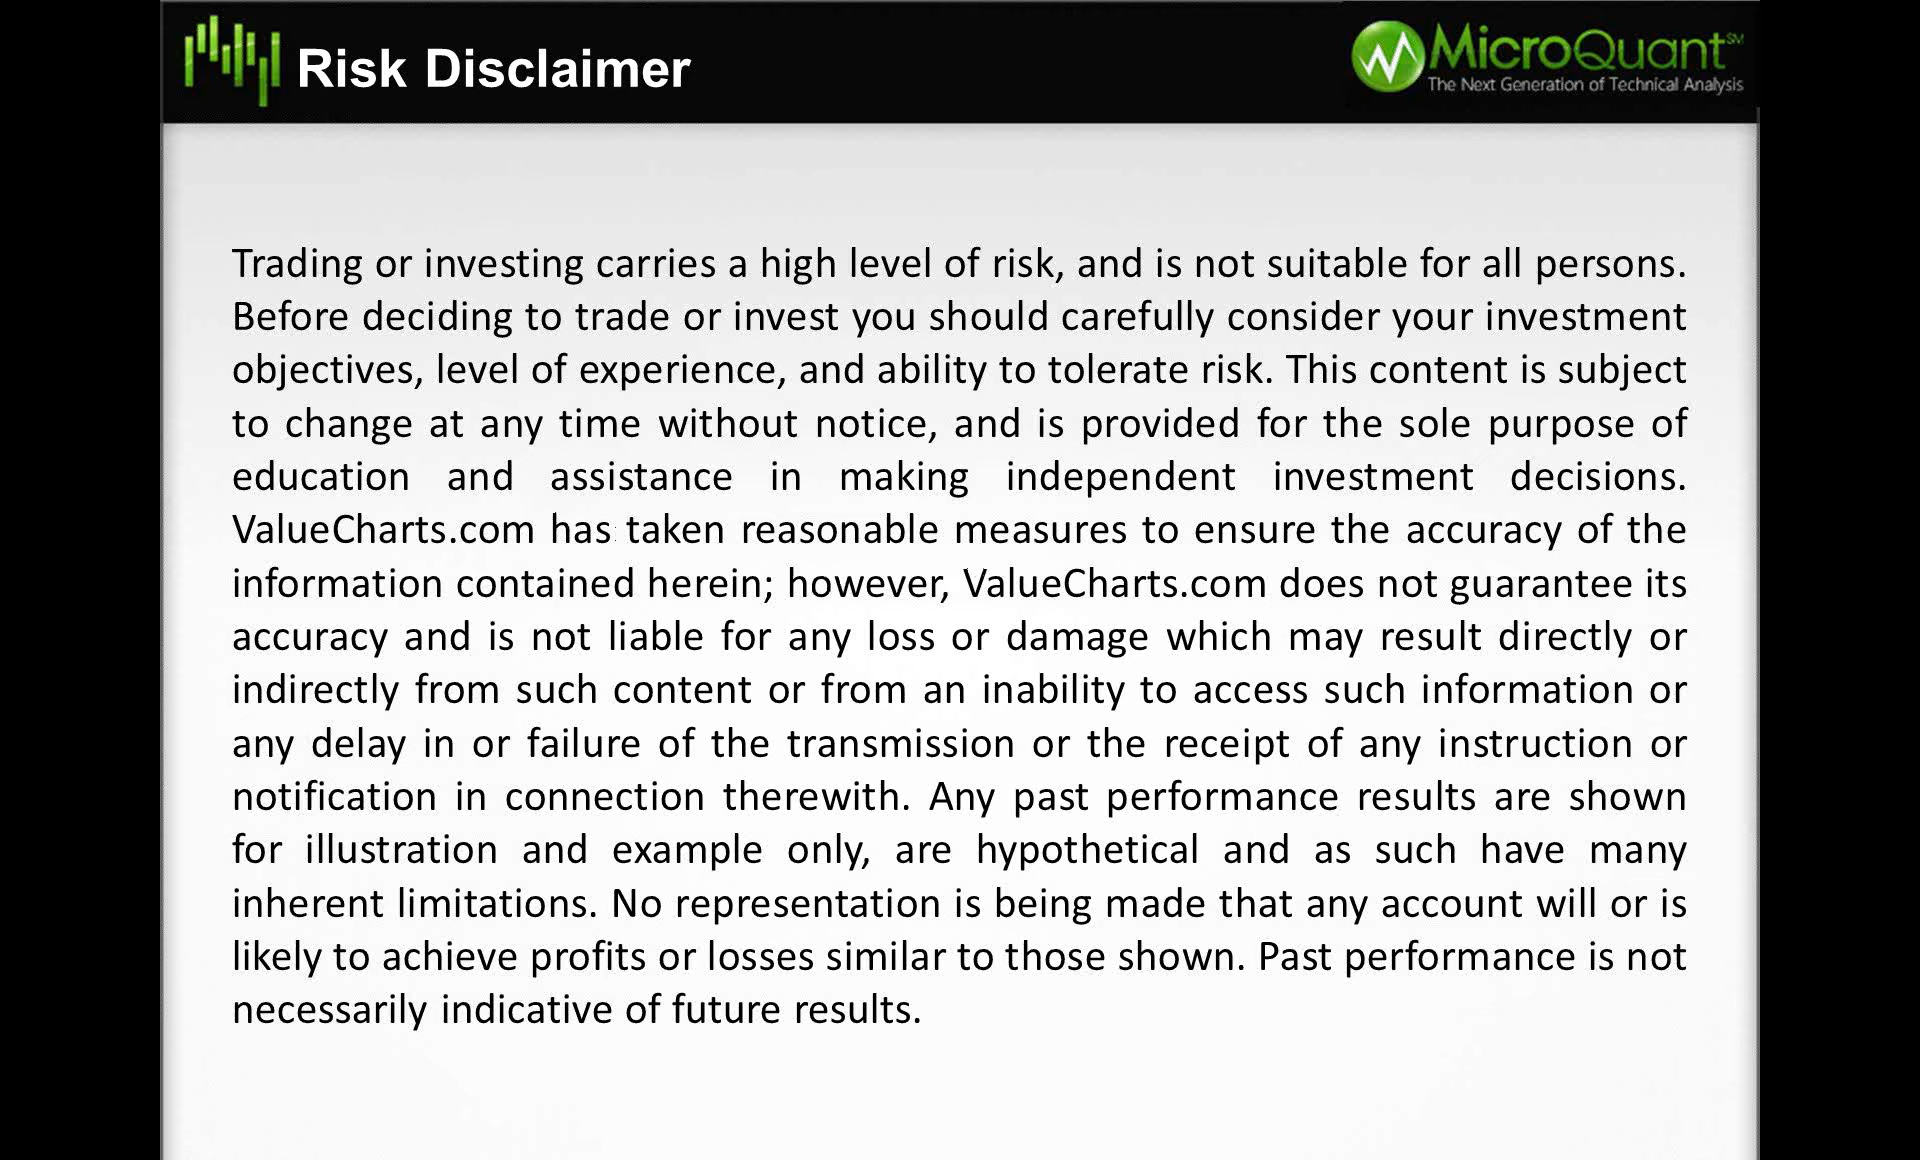 Risk Disclaimer
MicroQuant℠
The Next Generation of Technical Analysis
Trading or investing carries a high level of risk, and is not suitable for all persons.
Before deciding to trade or invest you should carefully consider your investment
objectives, level of experience, and ability to tolerate risk. This content is subject
to change at any time without notice, and is provided for the sole purpose of
education and assistance in making independent investment decisions.
ValueCharts.com has taken reasonable measures to ensure the accuracy of the
information contained herein; however, ValueCharts.com does not guarantee its
accuracy and is not liable for any loss or damage which may result directly or
indirectly from such content or from an inability to access such information or
any delay in or failure of the transmission or the receipt of any instruction or
notification in connection therewith. Any past performance results are shown
for illustration and example only, are hypothetical and as such have many
inherent limitations. No representation is being made that any account will or is
likely to achieve profits or losses similar to those shown. Past performance is not
necessarily indicative of future results.